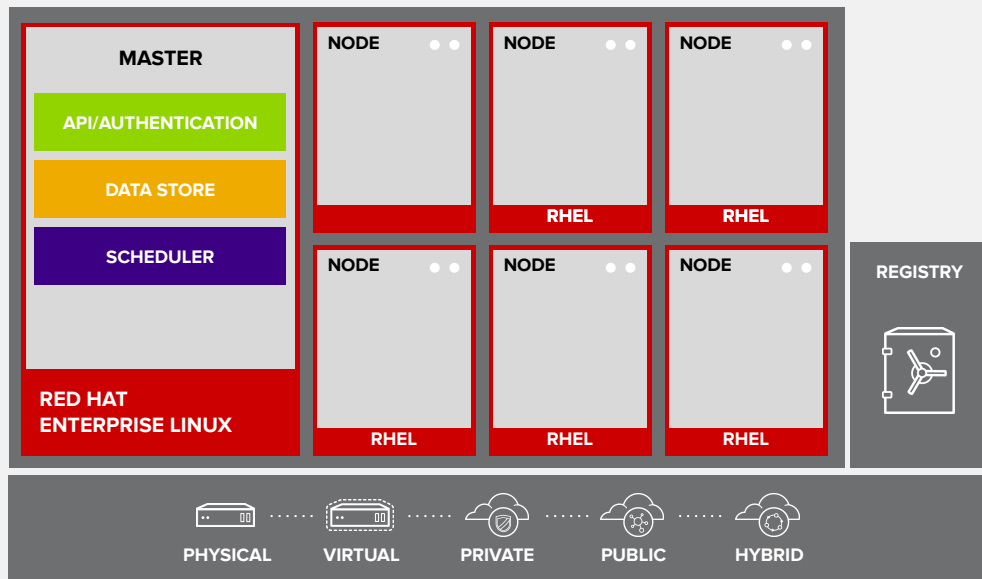 MASTER
API/AUTHENTICATION
DATA STORE
SCHEDULER
RED HAT
ENTERPRISE LINUX
NODE
NODE
NODE
RHEL
RHEL
NODE
NODE
NODE
RHEL
RHEL
RHEL
REGISTRY
PHYSICAL
VIRTUAL
PRIVATE
PUBLIC
HYBRID